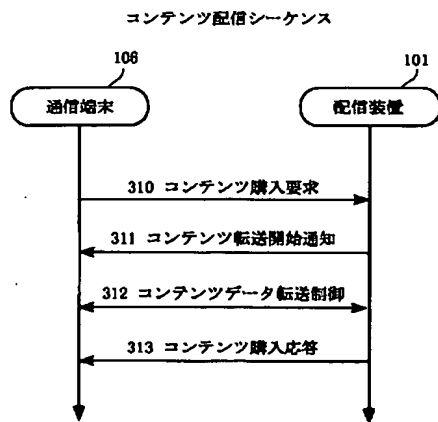 コンテンツ配信シーケンス
106
101
通信端末
配信装置
310 コンテンツ購入要求
311 コンテンツ転送開始通知
312 コンテンツデータ転送制御
313 コンテンツ購入応答